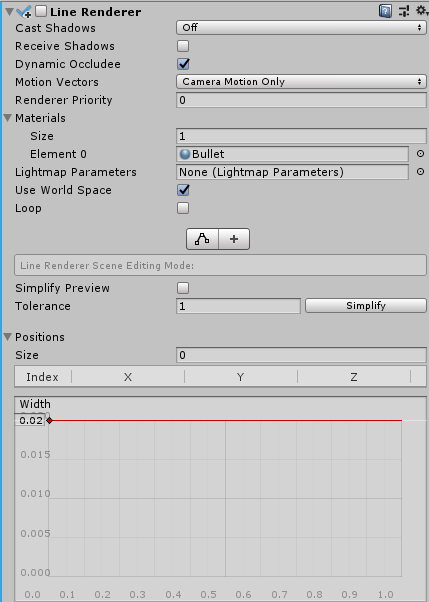 Line Renderer
Cast Shadows Off
Receive Shadows
Dynamic Occludee
Motion Vectors Camera Motion Only
Renderer Priority 0
Materials
Size 1
Element 0 Bullet
Lightmap Parameters None (Lightmap Parameters)
Use World Space
Loop
Line Renderer Scene Editing Mode:
Simplify Preview
Tolerance 1 Simplify
Positions
Size 0
Index X Y Z
Width
0.02
0.015
0.010
0.005
0.000
0.0 0.1 0.2 0.3 0.4 0.5 0.6 0.7 0.8 0.9 1.0